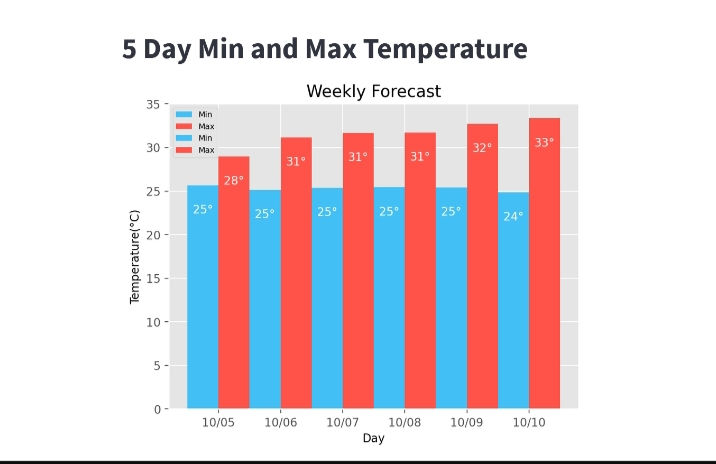 5 Day Min and Max Temperature
Weekly Forecast
Min
Max
Min
Max
35
30
25
20
15
10
5
0
Temperature(°C)
25° 28° 25° 31° 25° 31° 25° 31° 25° 32° 24° 33°
10/05 10/06 10/07 10/08 10/09 10/10
Day